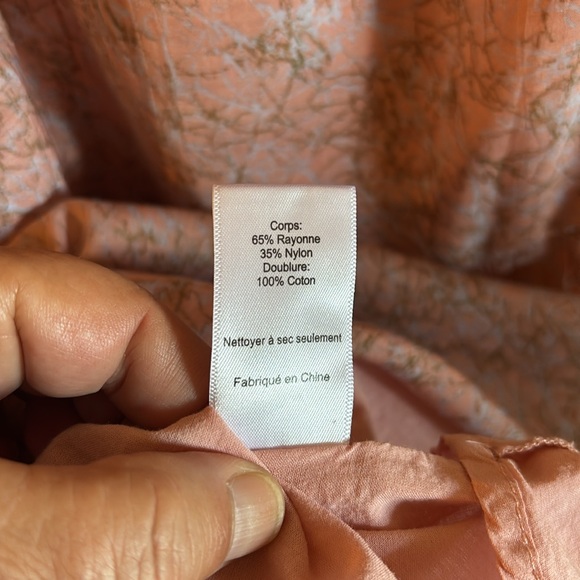 Corps:
65% Rayonne
35% Nylon
Doublure:
100% Coton
Nettoyer à sec seulement
Fabriqué en Chine